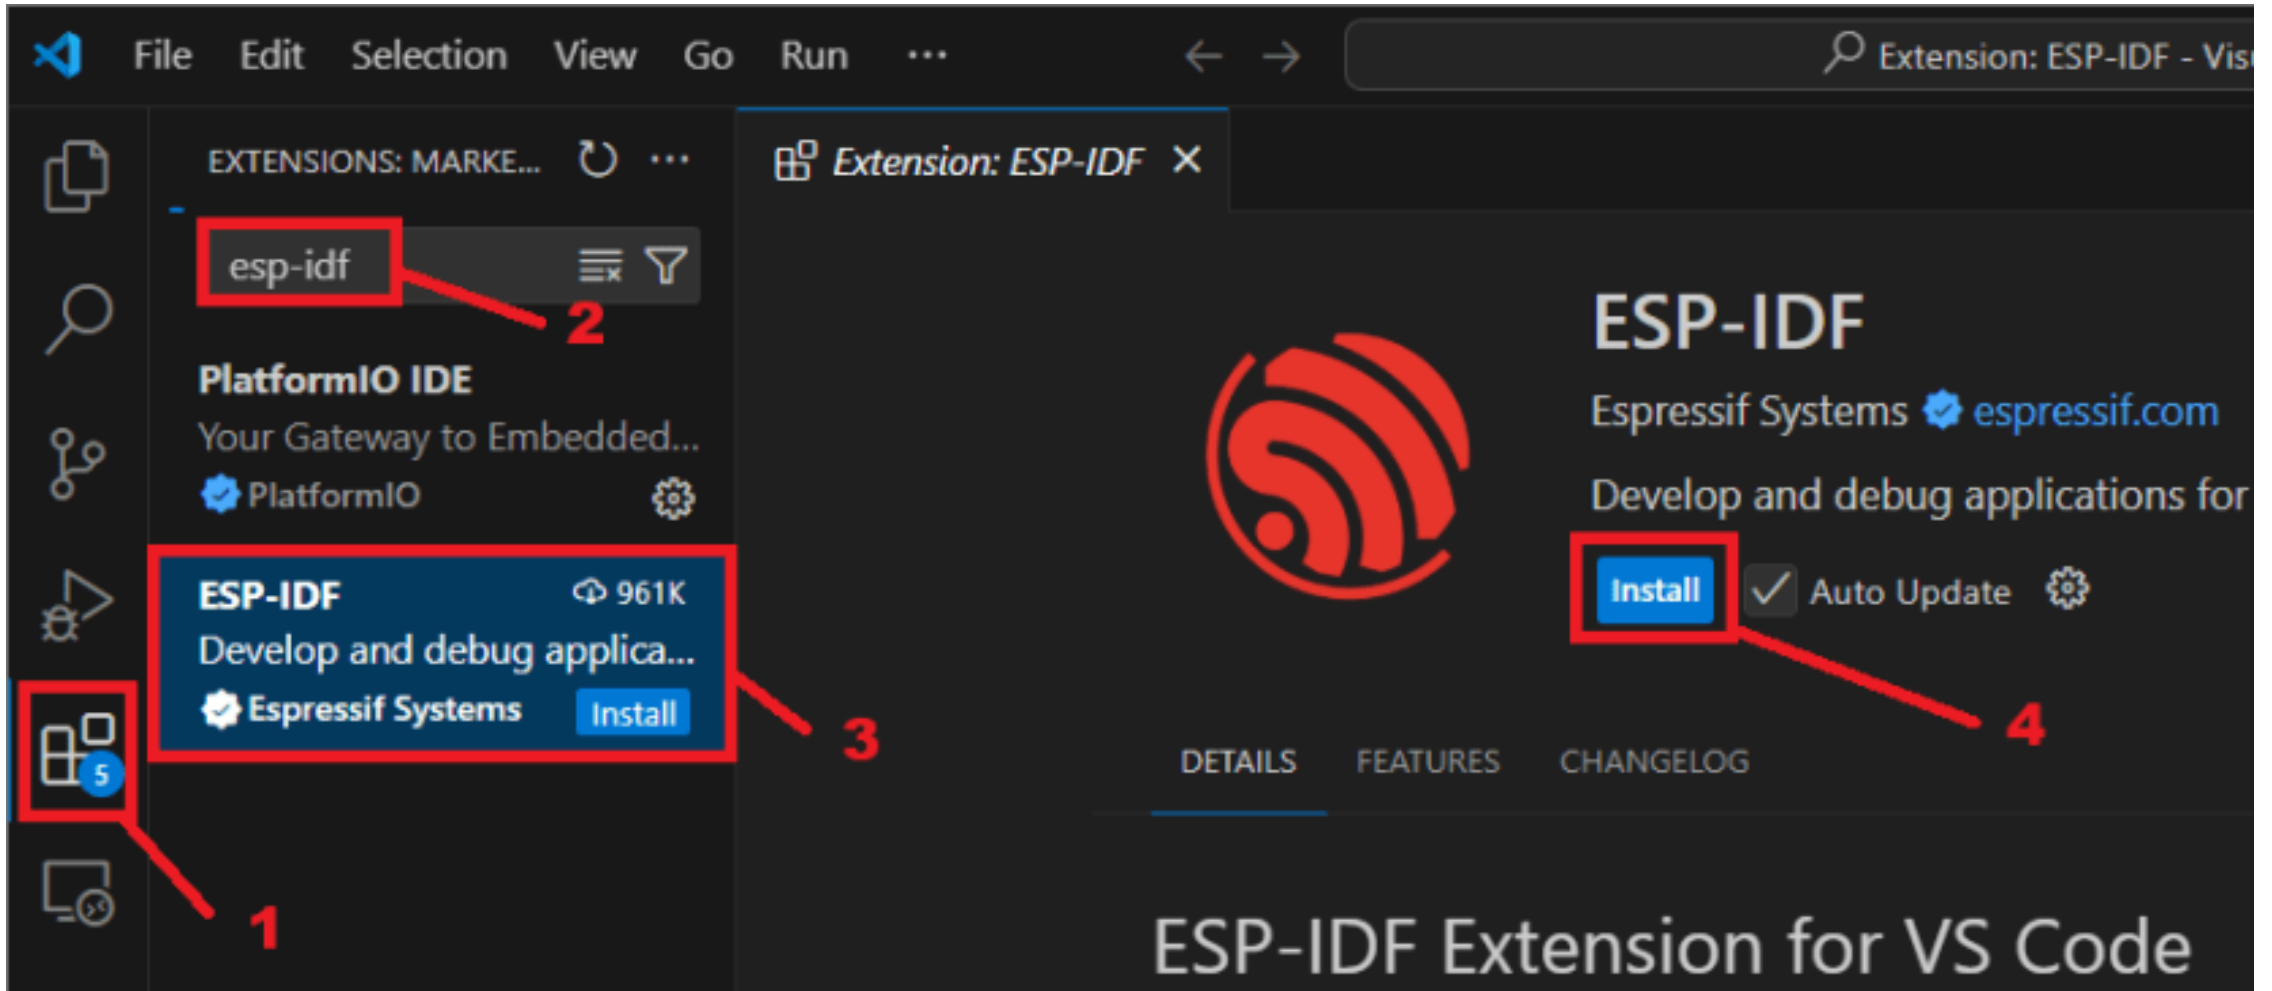 File Edit Selection View Go Run ...
Extension: ESP-IDF - Vis
EXTENSIONS: MARKE...
Extension: ESP-IDF
esp-idf
2
PlatformIO IDE
Your Gateway to Embedded...
PlatformIO
ESP-IDF 961K
Develop and debug applica...
Espressif Systems Install
3
5
1
ESP-IDF
Espressif Systems espressif.com
Develop and debug applications for
Install Auto Update
4
DETAILS FEATURES CHANGELOG
ESP-IDF Extension for VS Code